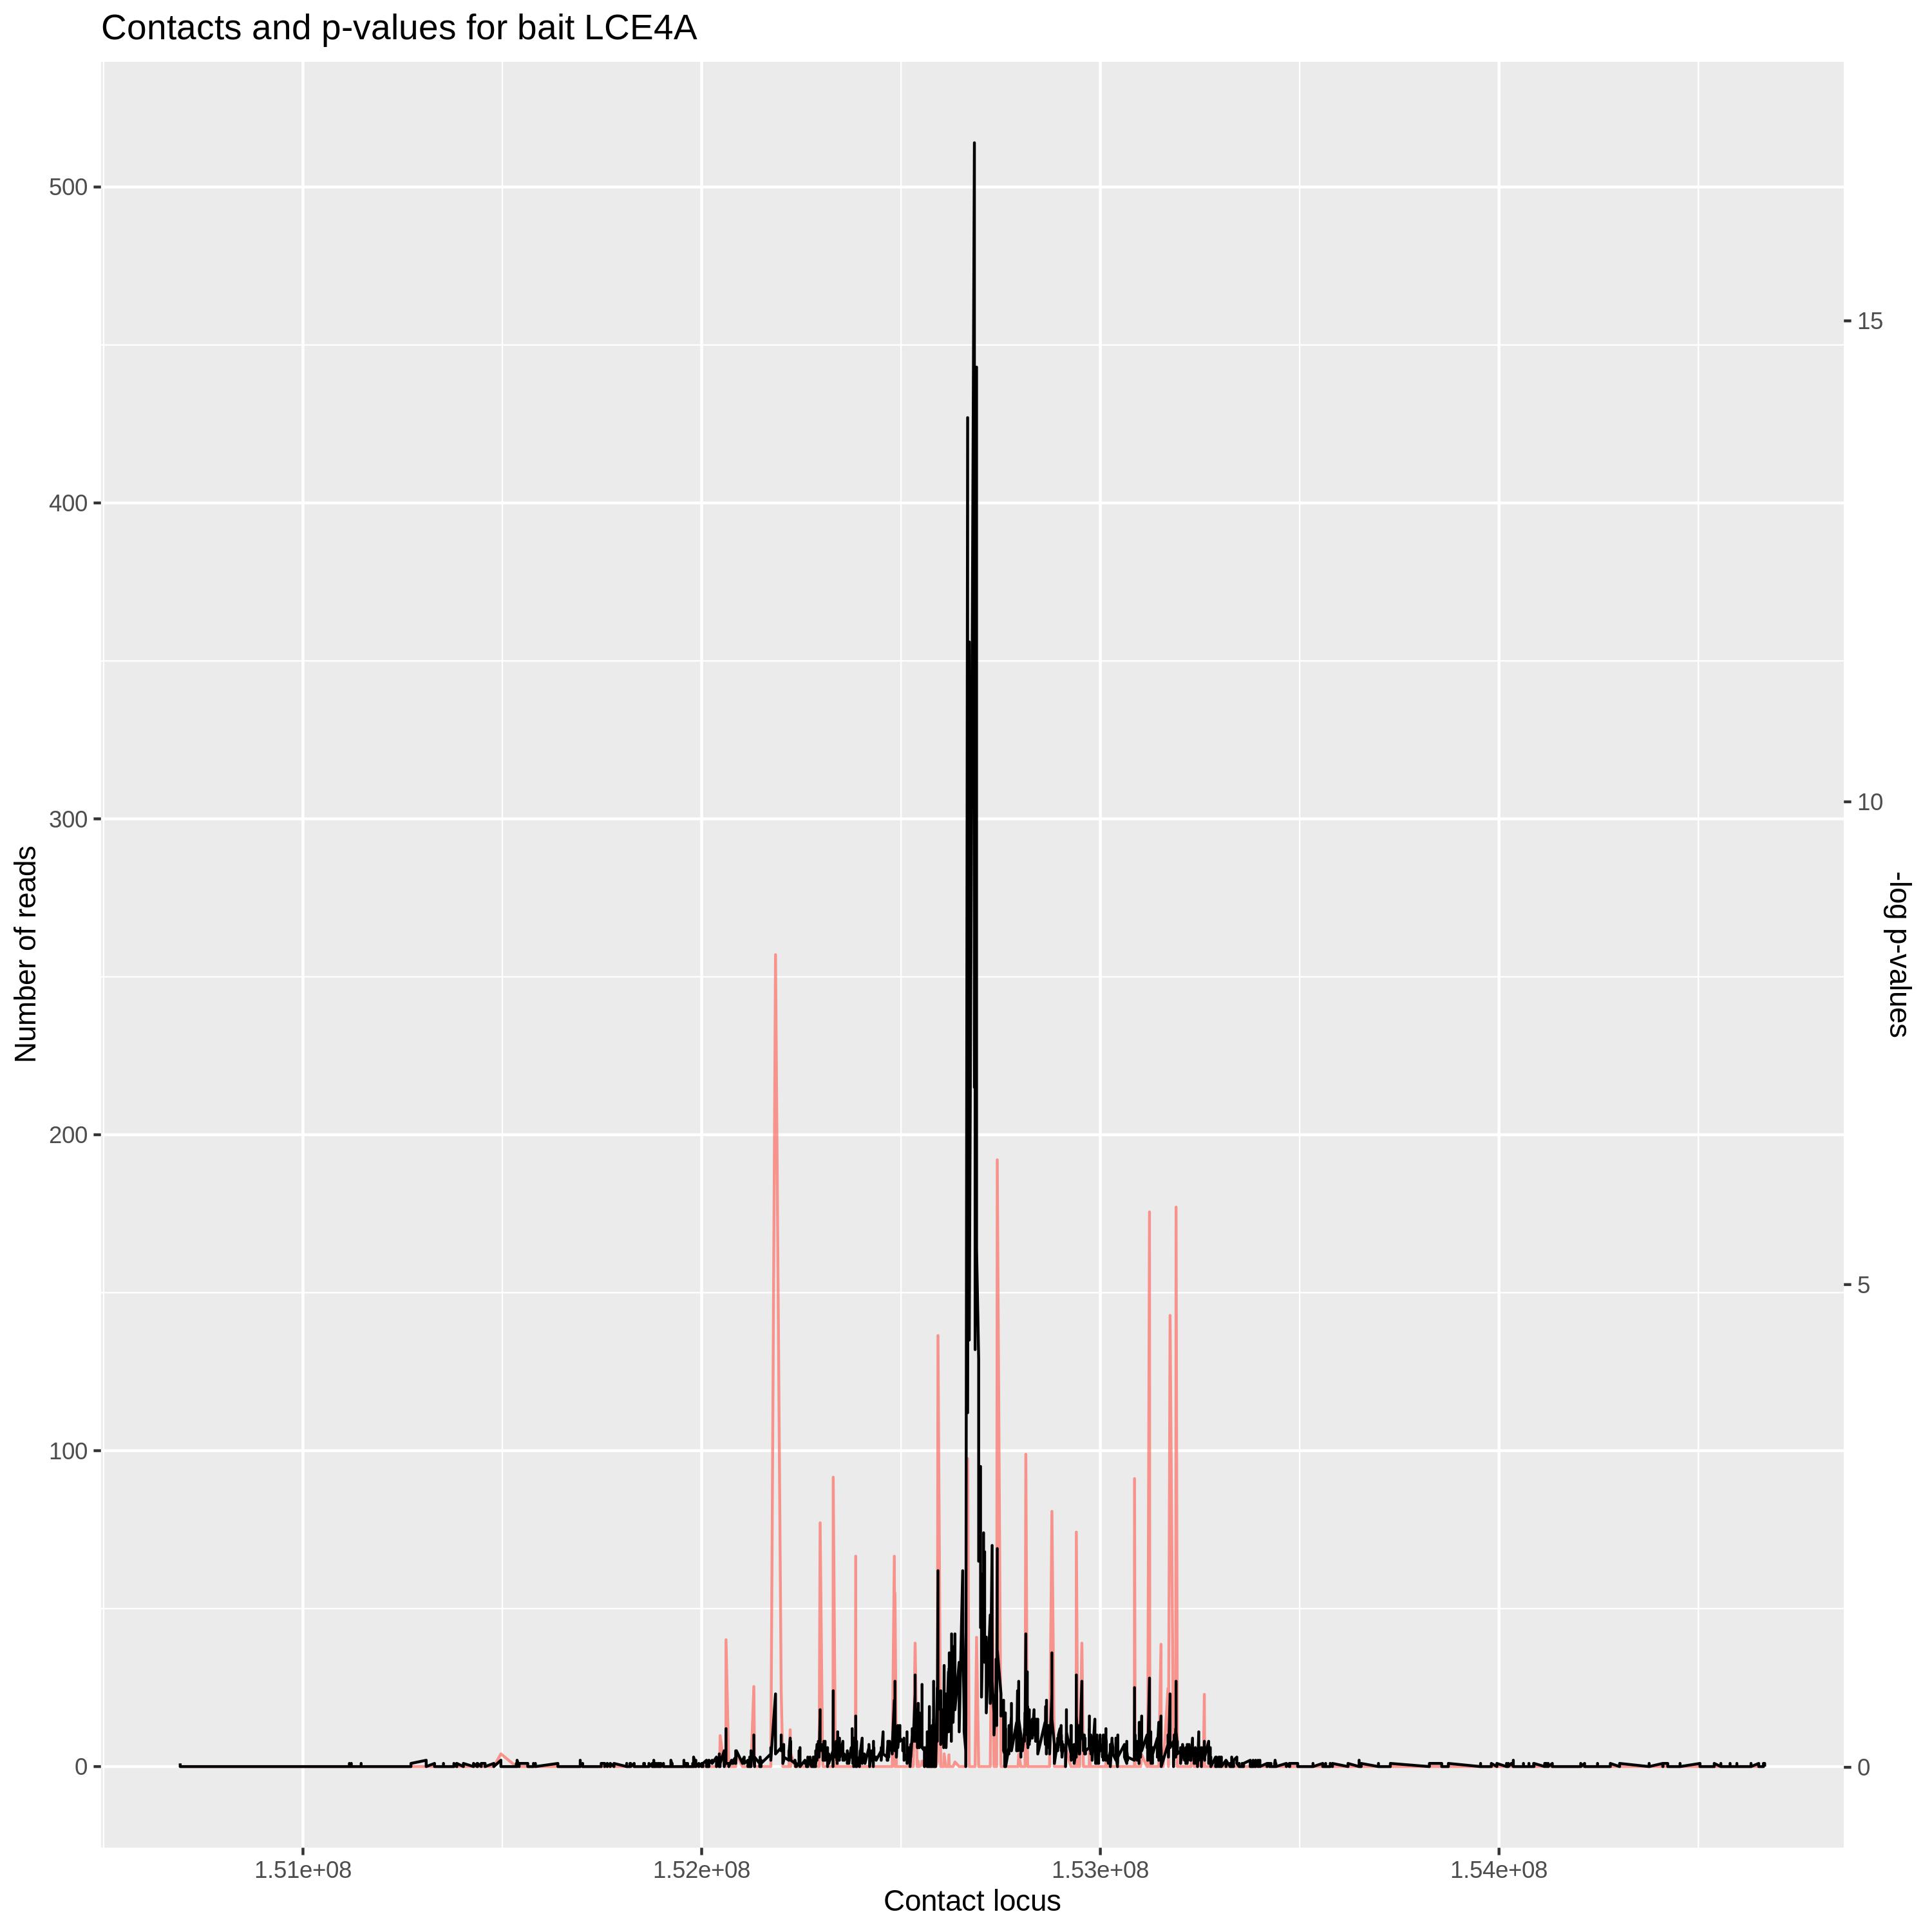 Contacts and p-values for bait LCE4A
500
400
300
200
100
0
Number of reads
15
10
5
0
-log p-values
1.51e+08
1.52e+08
1.53e+08
1.54e+08
Contact locus